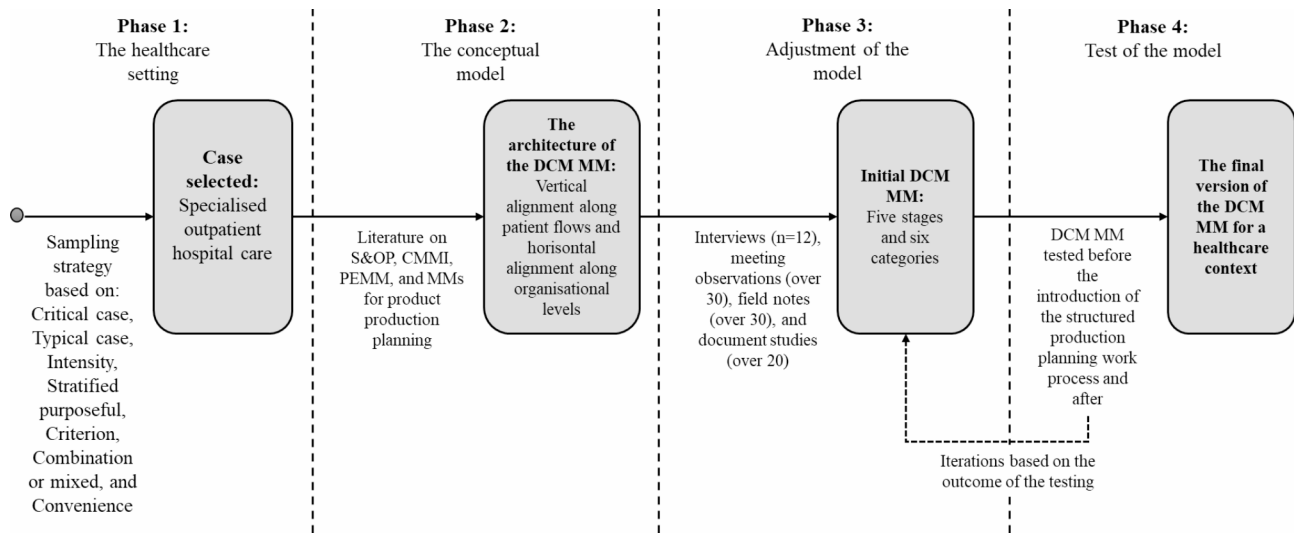 Phase 1:
The healthcare
setting
Case
selected:
Specialised
outpatient
hospital care
Sampling
strategy
based on:
Critical case,
Typical case,
Intensity,
Stratified
purposeful,
Criterion,
Combination
or mixed, and
Convenience
Phase 2:
The conceptual
model
Literature on
S&OP, CMMI,
PEMM, and MMs
for product
production
planning
The
architecture of
the DCM MM:
Vertical
alignment along
patient flows and
horisontal
alignment along
organisational
levels
Phase 3:
Adjustment of the
model
Interviews (n=12),
meeting
observations (over
30), field notes
(over 30), and
document studies
(over 20)
Initial DCM
MM:
Five stages
and six
categories
Phase 4:
Test of the model
DCM MM
tested before
the
introduction of
the structured
production
planning work
process and
after
The final
version of
the DCM
MM for a
healthcare
context
Iterations based on the
outcome of the testing